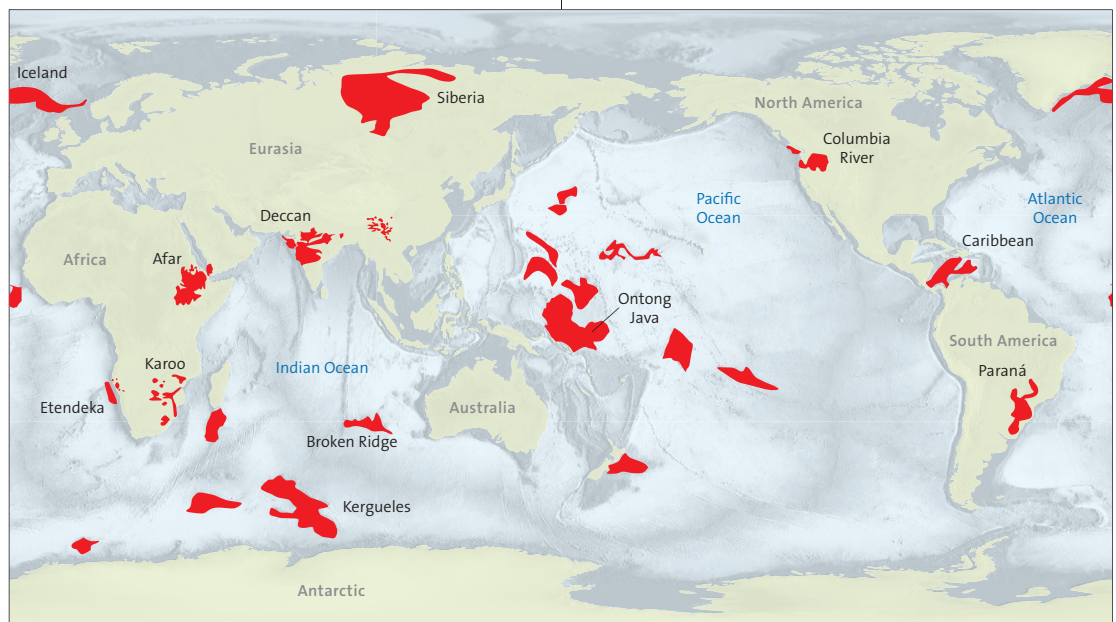 Iceland
Siberia
North America
Columbia
River
Eurasia
Pacific
Ocean
Atlantic
Ocean
Deccan
Caribbean
Africa
Afar
Ontong
Java
South America
Karoo
Indian Ocean
Paraná
Etendeka
Australia
Broken Ridge
Kergueles
Antarctic